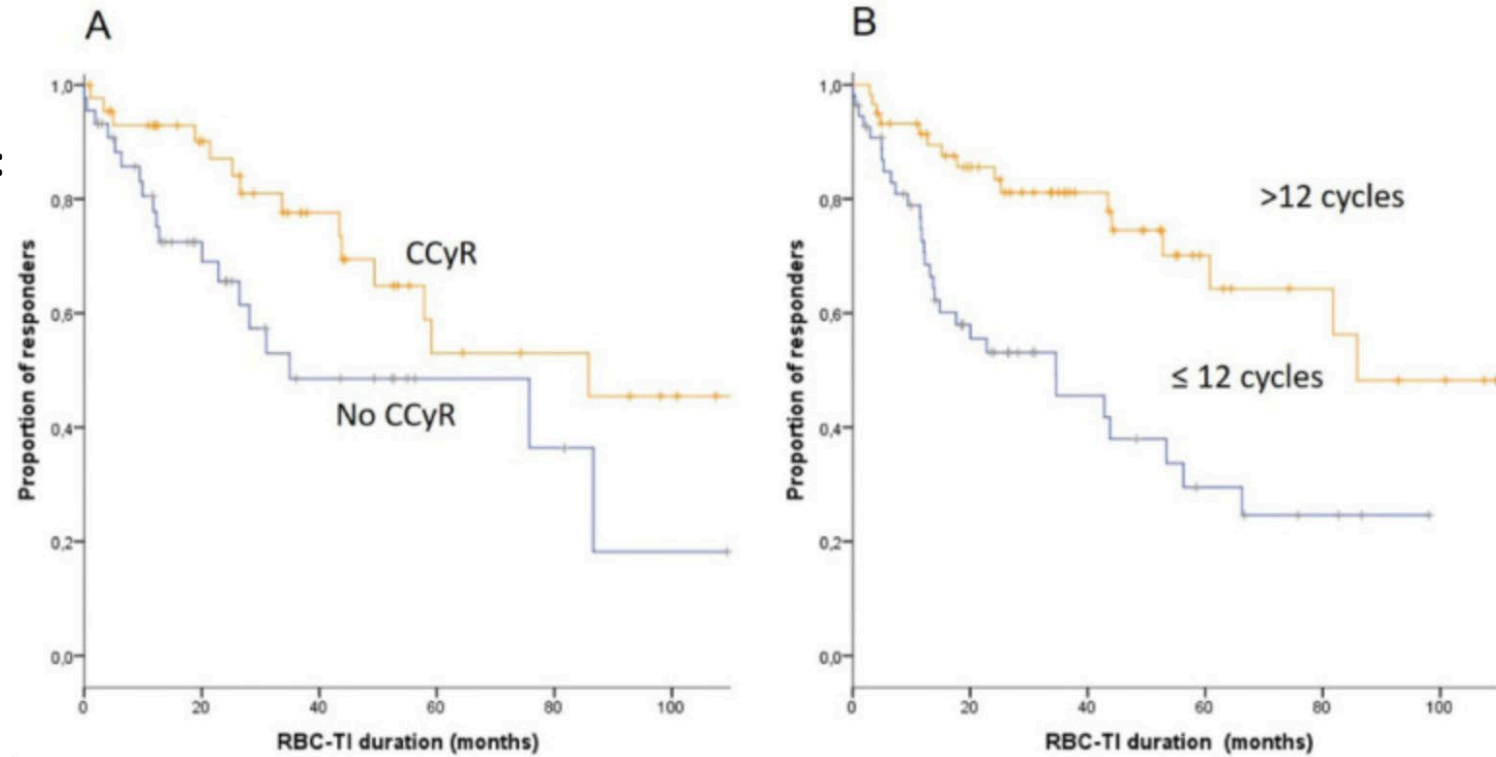 A
1,0
0,8
0,6
0,4
0,2
0,0
Proportion of responders
CCyR
No CCyR
0
20
40
60
80
100
RBC-TI duration (months)
B
1,0
0,8
0,6
0,4
0,2
0,0
Proportion of responders
>12 cycles
≤ 12 cycles
0
20
40
60
80
100
RBC-TI duration (months)